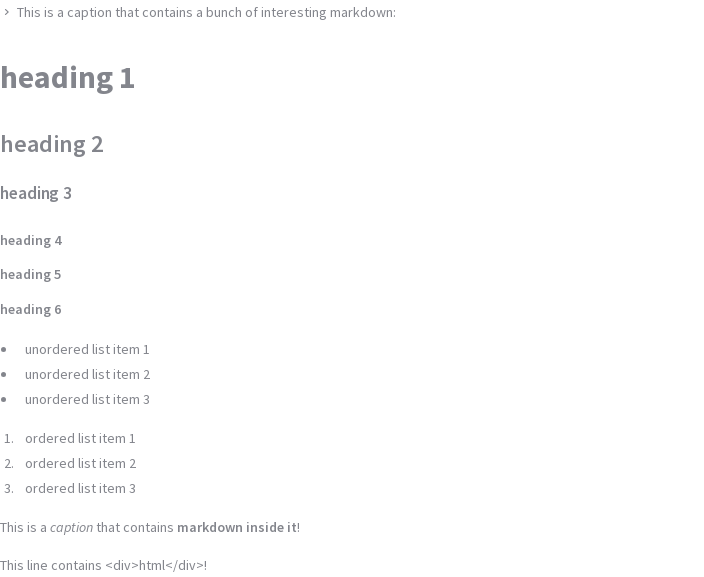 › This is a caption that contains a bunch of interesting markdown:
heading 1
heading 2
heading 3
heading 4
heading 5
heading 6
• unordered list item 1
• unordered list item 2
• unordered list item 3
1. ordered list item 1
2. ordered list item 2
3. ordered list item 3
This is a caption that contains markdown inside it!
This line contains <div>html</div>!